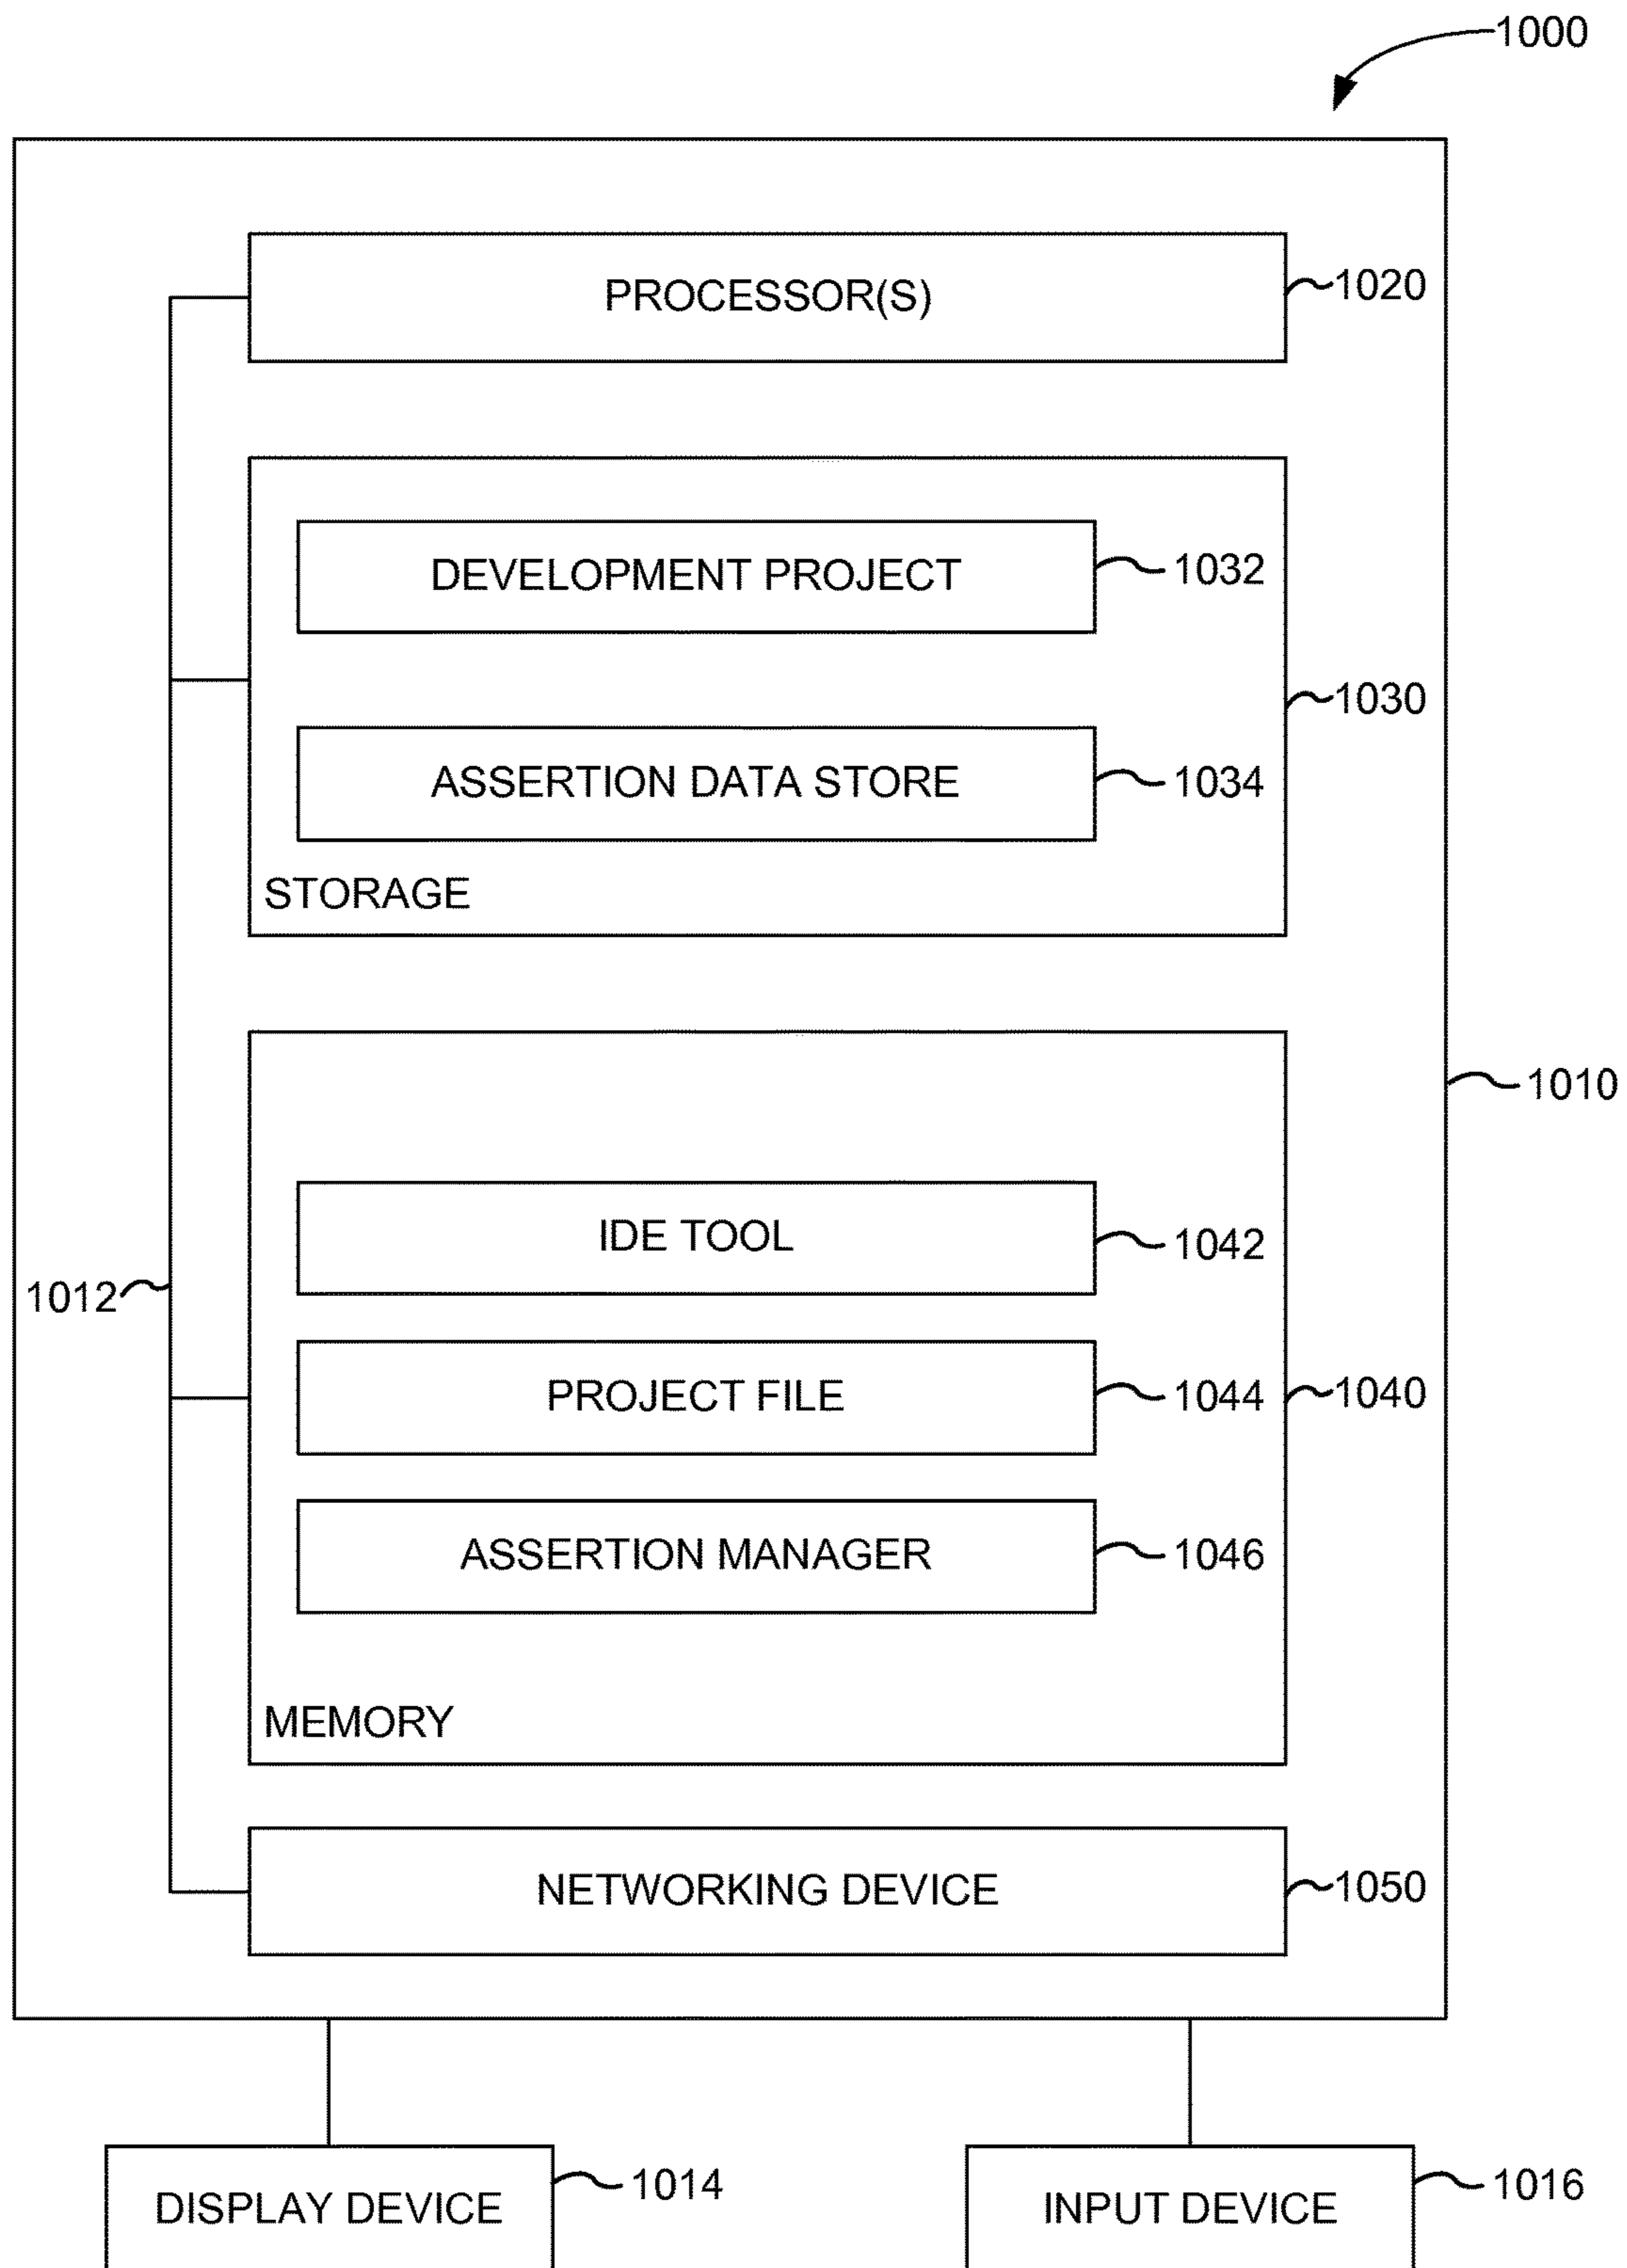 1000
PROCESSOR(S)
1020
DEVELOPMENT PROJECT
1032
1030
ASSERTION DATA STORE
1034
STORAGE
1010
IDE TOOL
1042
1012
PROJECT FILE
1044
1040
ASSERTION MANAGER
1046
MEMORY
NETWORKING DEVICE
1050
DISPLAY DEVICE
1014
INPUT DEVICE
1016